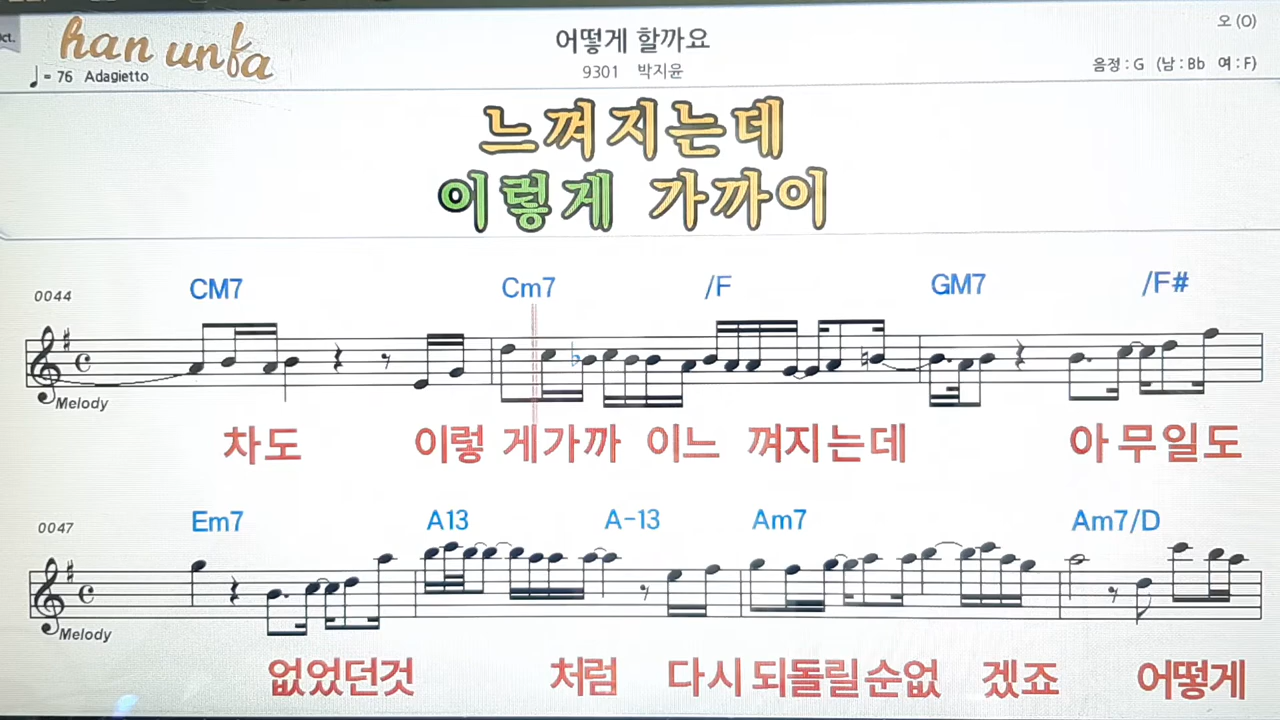 ct.
han unfa
♩= 76 Adagietto
어떻게 할까요
9301 박지윤
오 (O)
음정 : G (남 : Bb 여 : F)
느껴지는데
이렇게 가까이
0044 CM7 Cm7 /F GM7 /F#
Melody
차도 이렇 게가까 이느 껴지는데 아 무일도
0047 Em7 A13 A-13 Am7 Am7/D
Melody
없었던것 처럼 다시 되돌릴순없 겠죠 어떻게